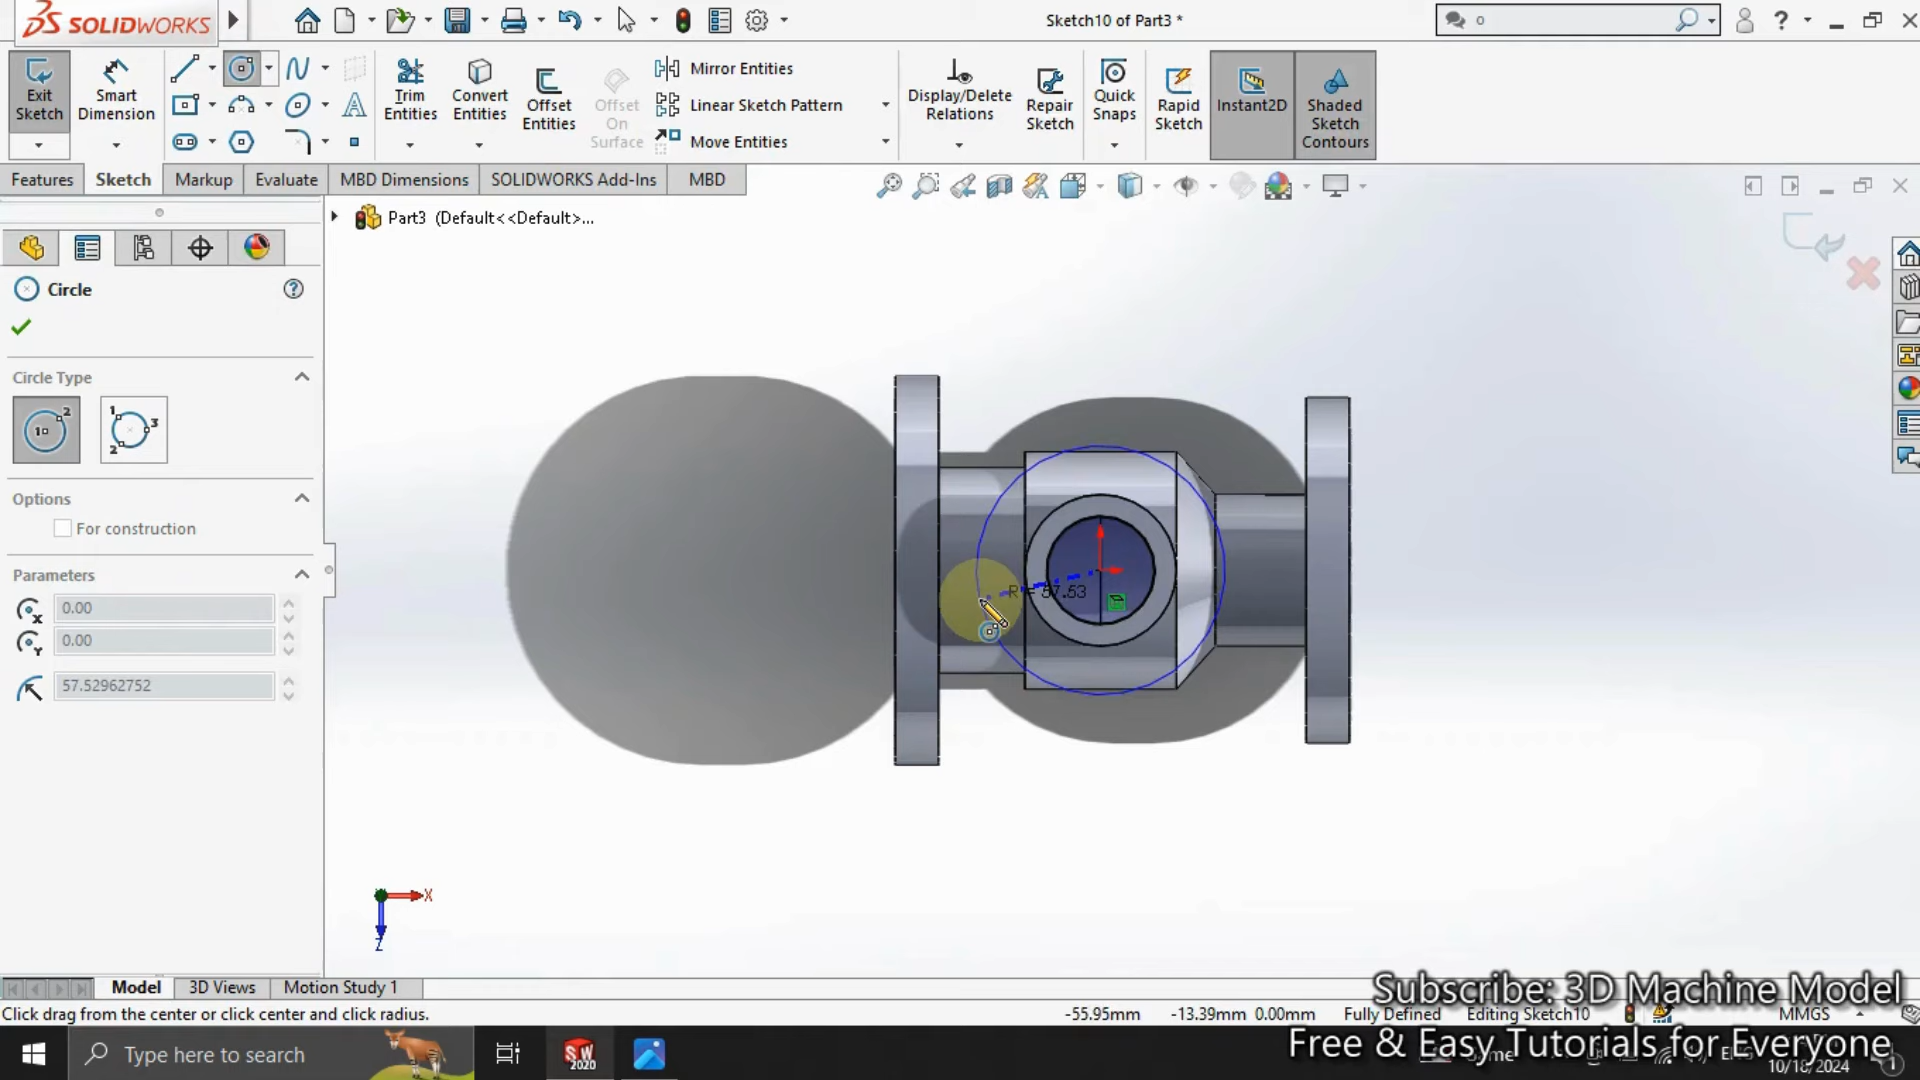 SOLIDWORKS
Sketch10 of Part3 *
o
Exit Sketch
Smart Dimension
Trim Entities
Convert Entities
Offset Entities
Offset On Surface
Mirror Entities
Linear Sketch Pattern
Move Entities
Display/Delete Relations
Repair Sketch
Quick Snaps
Rapid Sketch
Instant2D
Shaded Sketch Contours
Features
Sketch
Markup
Evaluate
MBD Dimensions
SOLIDWORKS Add-Ins
MBD
Part3 (Default<<Default>...
Circle
Circle Type
Options
For construction
Parameters
0.00
0.00
57.52962752
R = 57.53
X
Z
Model
3D Views
Motion Study 1
Click drag from the center or click center and click radius.
-55.95mm
-13.39mm 0.00mm
Fully Defined
Editing Sketch10
MMGS
Subscribe: 3D Machine Model
Free & Easy Tutorials for Everyone
Type here to search
SW 2020
10/18/2024